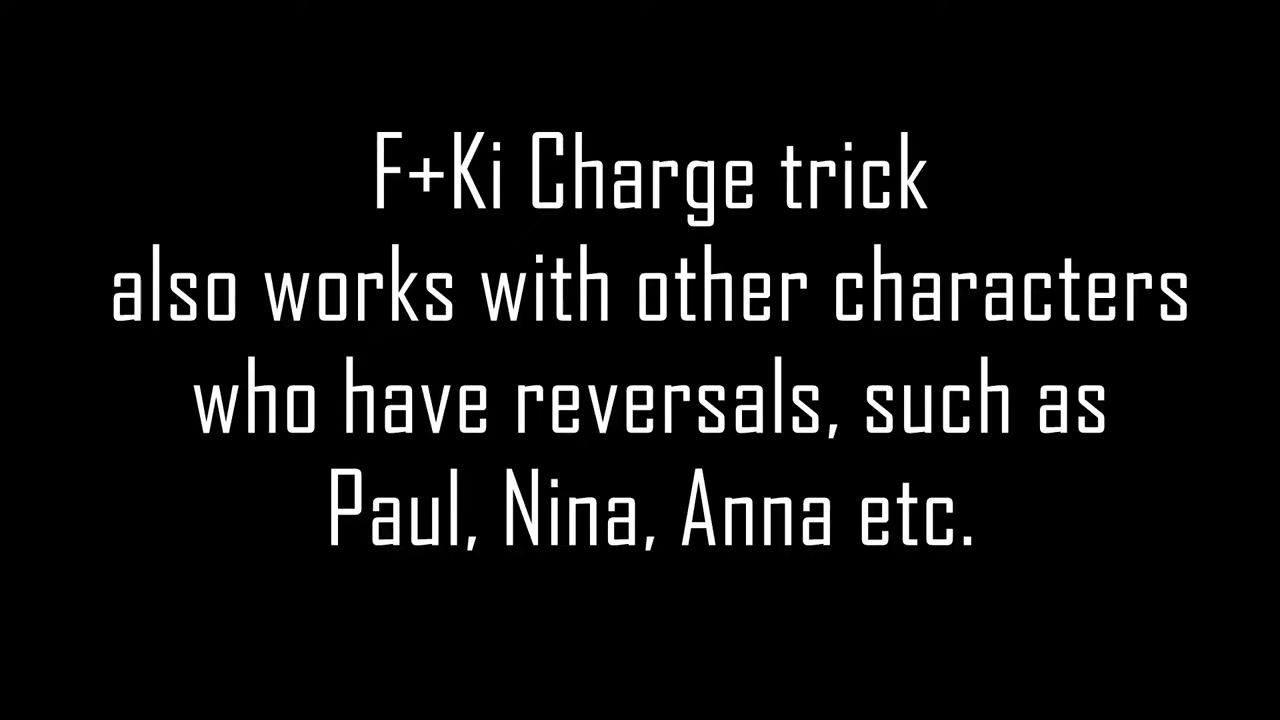 F+Ki Charge trick
also works with other characters
who have reversals, such as
Paul, Nina, Anna etc.